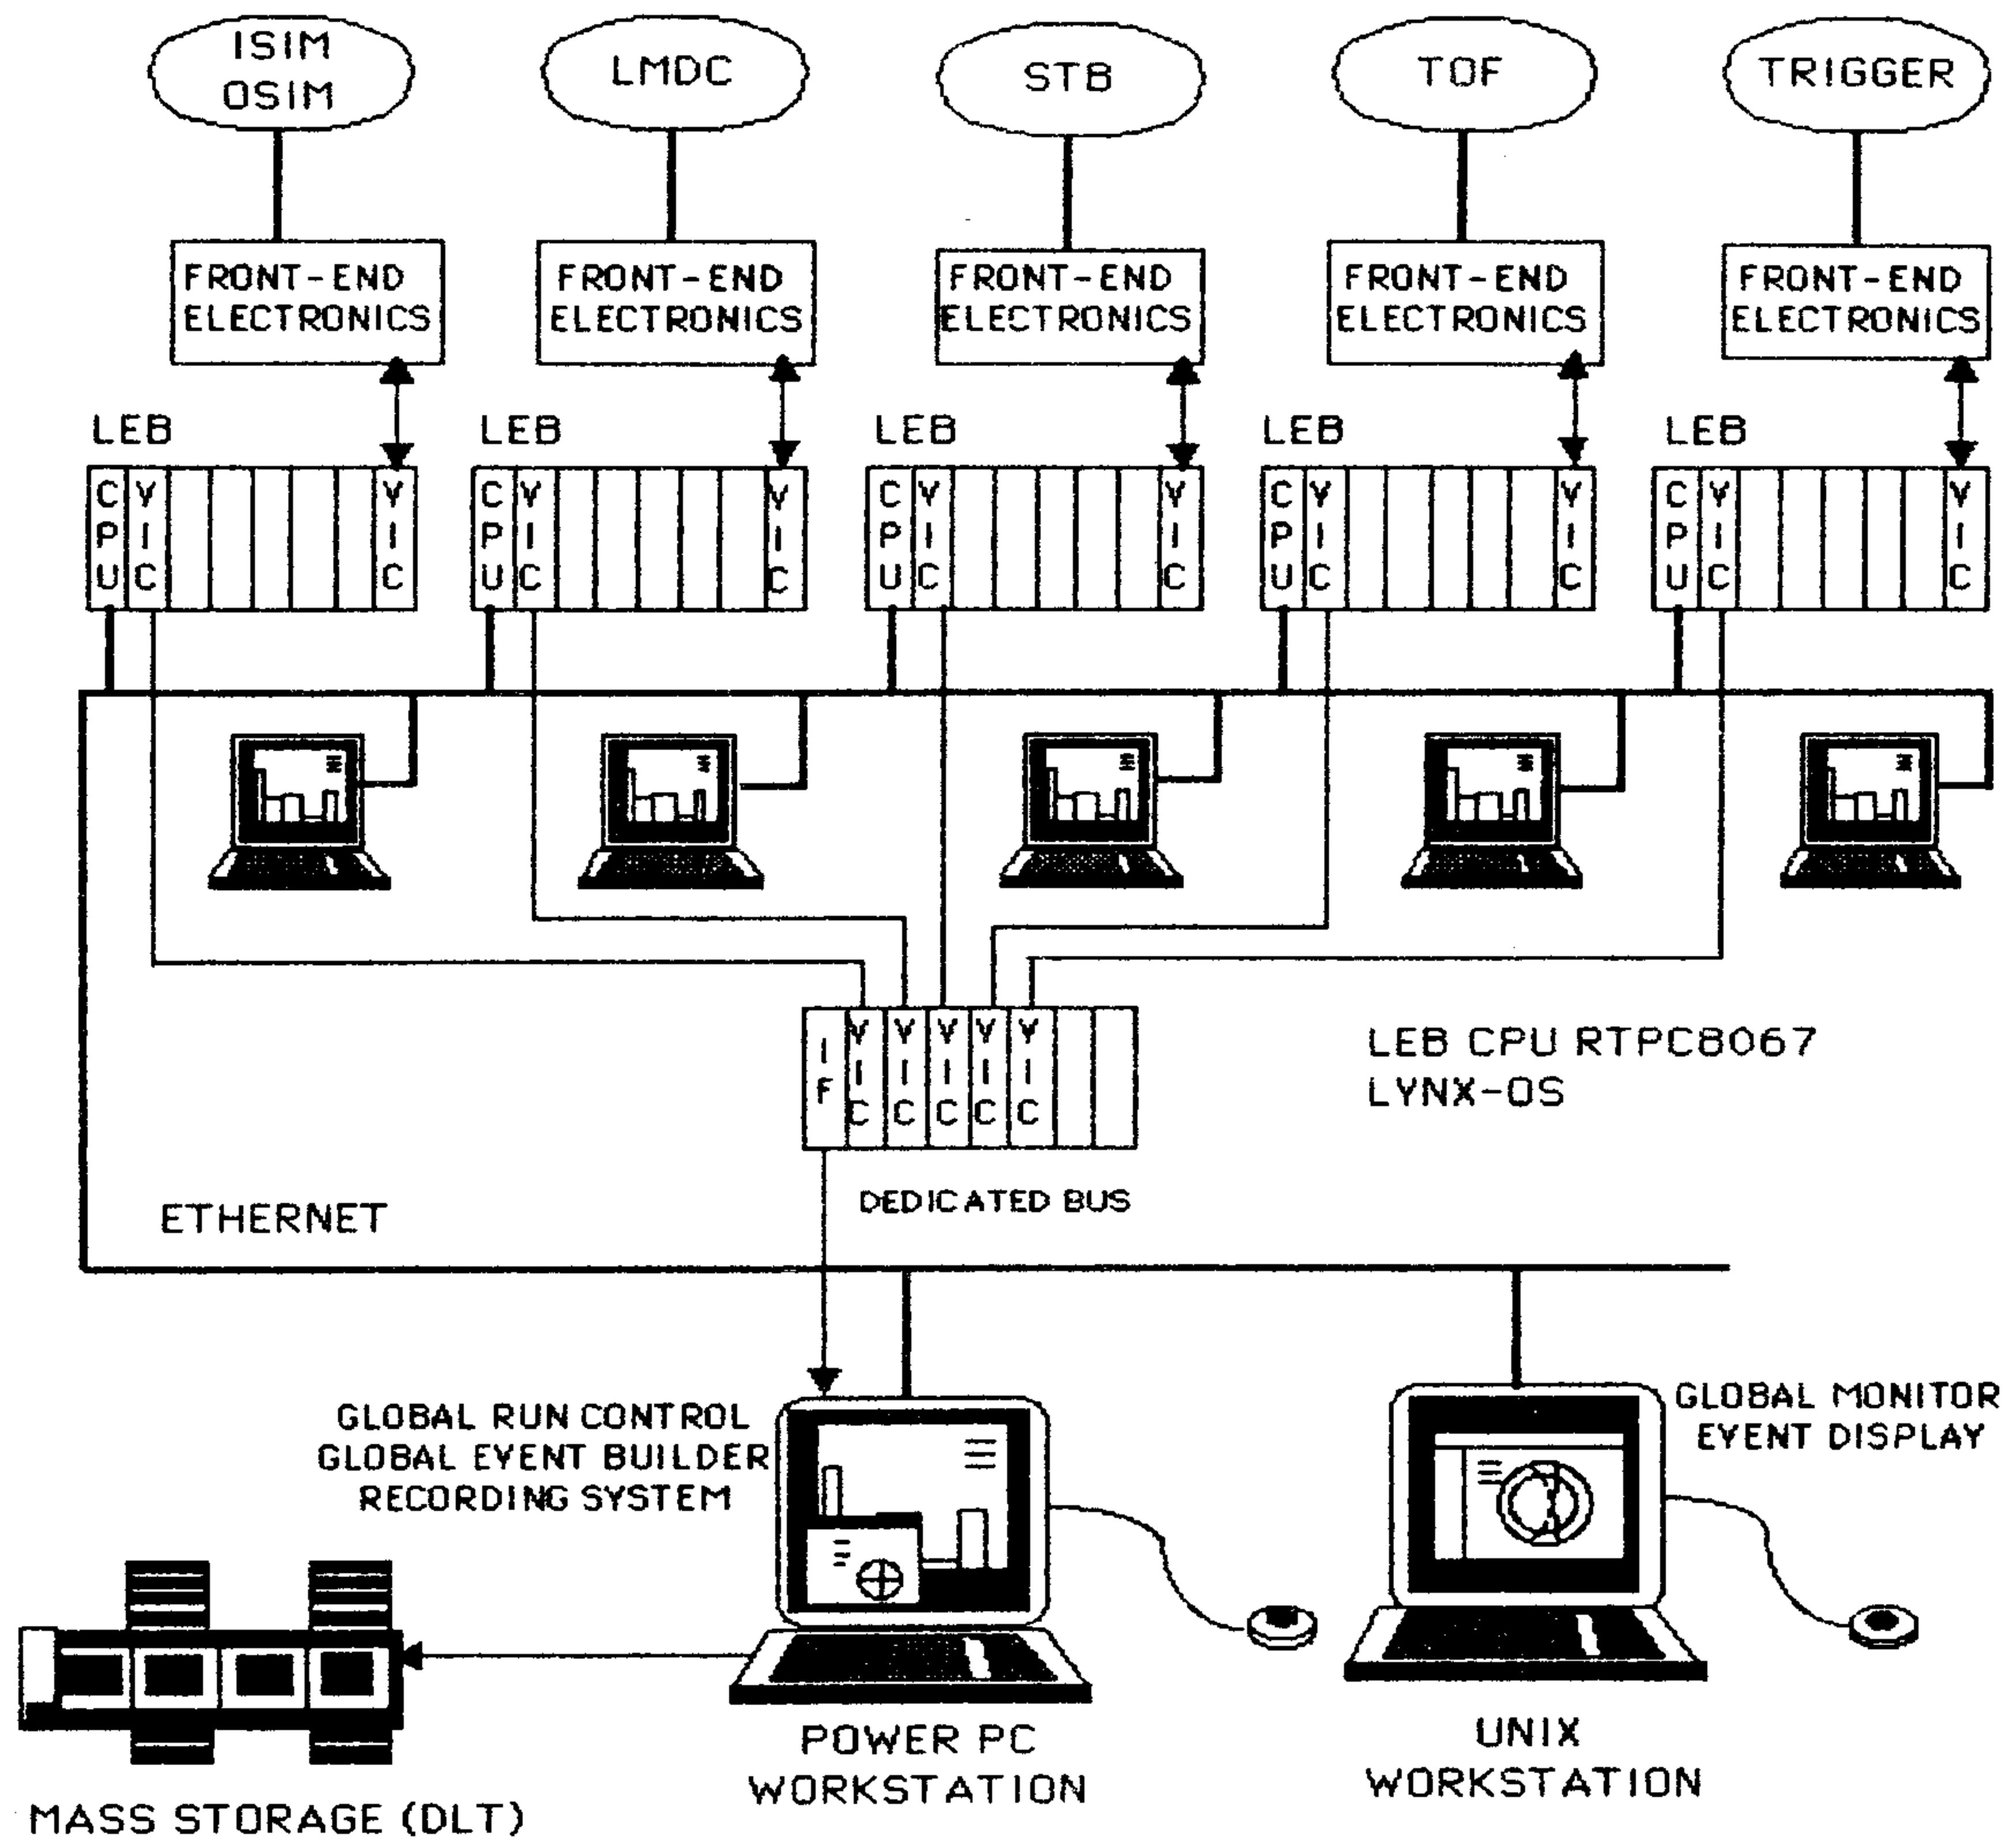 ISIM
OSIM
LMDC
STB
TOF
TRIGGER
FRONT-END
ELECTRONICS
FRONT-END
ELECTRONICS
FRONT-END
ELECTRONICS
FRONT-END
ELECTRONICS
FRONT-END
ELECTRONICS
LEB
LEB
LEB
LEB
LEB
CPU
VIC
VIC
CPU
VIC
VIC
CPU
VIC
VIC
CPU
VIC
VIC
CPU
VIC
VIC
IF
VIC
VIC
VIC
VIC
VIC
LEB CPU RTPC8067
LYNX-OS
DEDICATED BUS
ETHERNET
GLOBAL RUN CONTROL
GLOBAL EVENT BUILDER
RECORDING SYSTEM
GLOBAL MONITOR
EVENT DISPLAY
POWER PC
WORKSTATION
UNIX
WORKSTATION
MASS STORAGE (DLT)